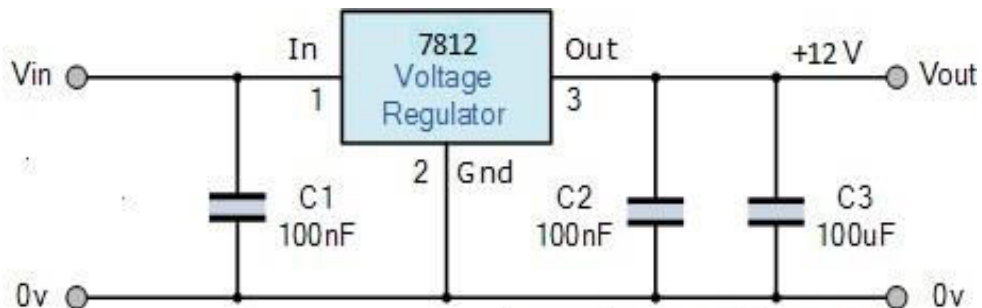 7812
Voltage
Regulator
In
Out
+12 V
Vin
Vout
1
3
2 Gnd
C1
100nF
C2
100nF
C3
100uF
0v
0v